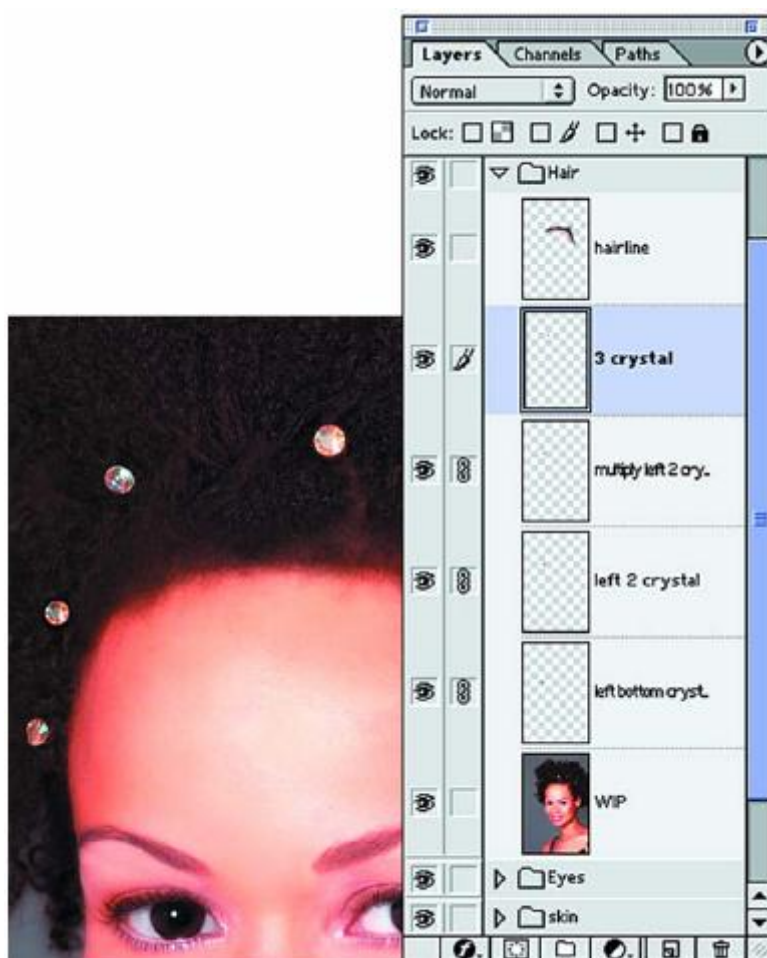 Layers Channels Paths
Normal Opacity: 100%
Lock:
Hair
hairline
3 crystal
multiply left 2 cry...
left 2 crystal
left bottom cryst...
WIP
Eyes
skin